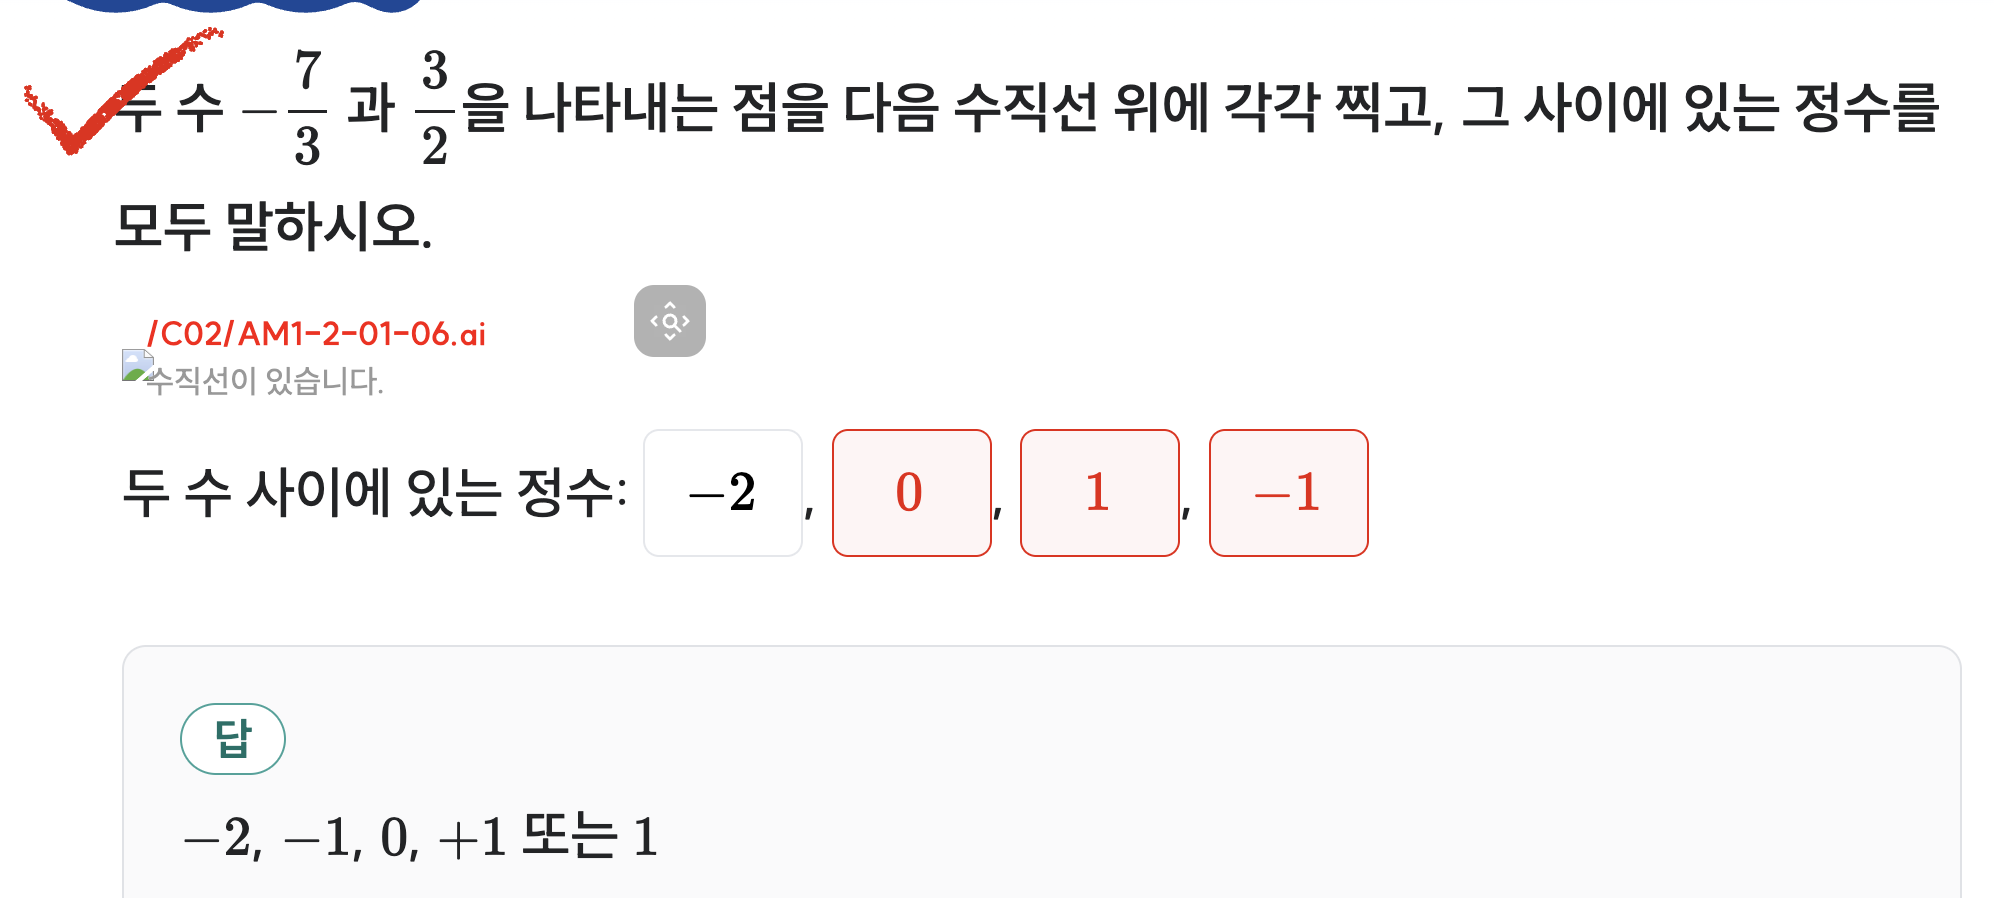 두 수 −7/3 과 3/2을 나타내는 점을 다음 수직선 위에 각각 찍고, 그 사이에 있는 정수를
모두 말하시오.
/C02/AM1-2-01-06.ai
수직선이 있습니다.
두 수 사이에 있는 정수: −2, 0, 1, −1
답
−2, −1, 0, +1 또는 1